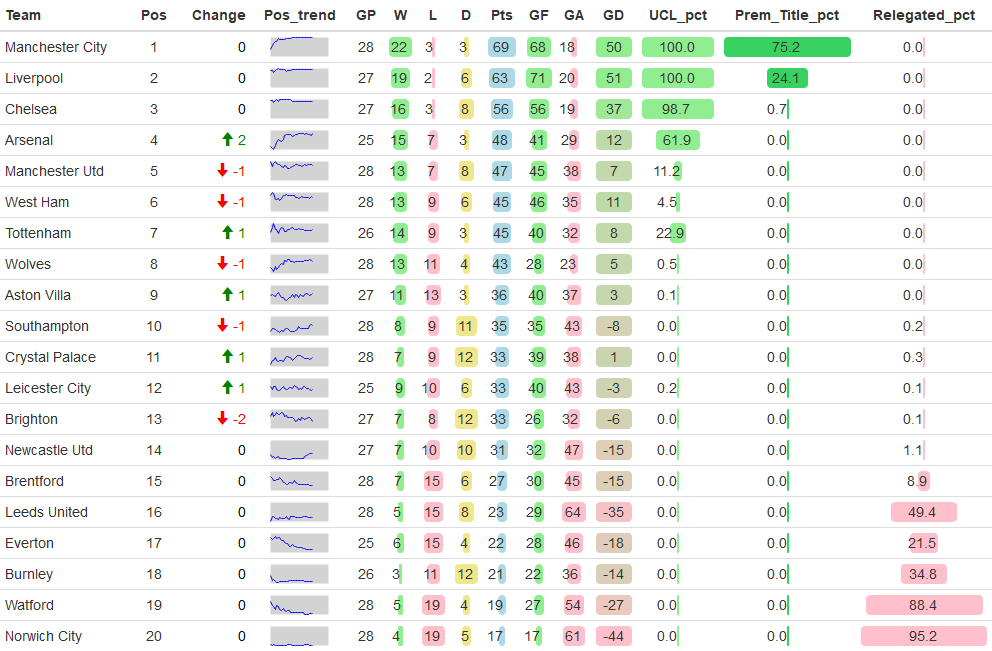 Team Pos Change Pos_trend GP W L D Pts GF GA GD UCL_pct Prem_Title_pct Relegated_pct
Manchester City 1 0 28 22 3 3 69 68 18 50 100.0 75.2 0.0
Liverpool 2 0 27 19 2 6 63 71 20 51 100.0 24.1 0.0
Chelsea 3 0 27 16 3 8 56 56 19 37 98.7 0.7 0.0
Arsenal 4 2 25 15 7 3 48 41 29 12 61.9 0.0 0.0
Manchester Utd 5 -1 28 13 7 8 47 45 38 7 11.2 0.0 0.0
West Ham 6 -1 28 13 9 6 45 46 35 11 4.5 0.0 0.0
Tottenham 7 1 26 14 9 3 45 40 32 8 22.9 0.0 0.0
Wolves 8 -1 28 13 11 4 43 28 23 5 0.5 0.0 0.0
Aston Villa 9 1 27 11 13 3 36 40 37 3 0.1 0.0 0.0
Southampton 10 -1 28 8 9 11 35 35 43 -8 0.0 0.0 0.2
Crystal Palace 11 1 28 7 9 12 33 39 38 1 0.0 0.0 0.3
Leicester City 12 1 25 9 10 6 33 40 43 -3 0.2 0.0 0.1
Brighton 13 -2 27 7 8 12 33 26 32 -6 0.0 0.0 0.1
Newcastle Utd 14 0 27 7 10 10 31 32 47 -15 0.0 0.0 1.1
Brentford 15 0 28 7 15 6 27 30 45 -15 0.0 0.0 8.9
Leeds United 16 0 28 5 15 8 23 29 64 -35 0.0 0.0 49.4
Everton 17 0 25 6 15 4 22 28 46 -18 0.0 0.0 21.5
Burnley 18 0 26 3 11 12 21 22 36 -14 0.0 0.0 34.8
Watford 19 0 28 5 19 4 19 27 54 -27 0.0 0.0 88.4
Norwich City 20 0 28 4 19 5 17 17 61 -44 0.0 0.0 95.2